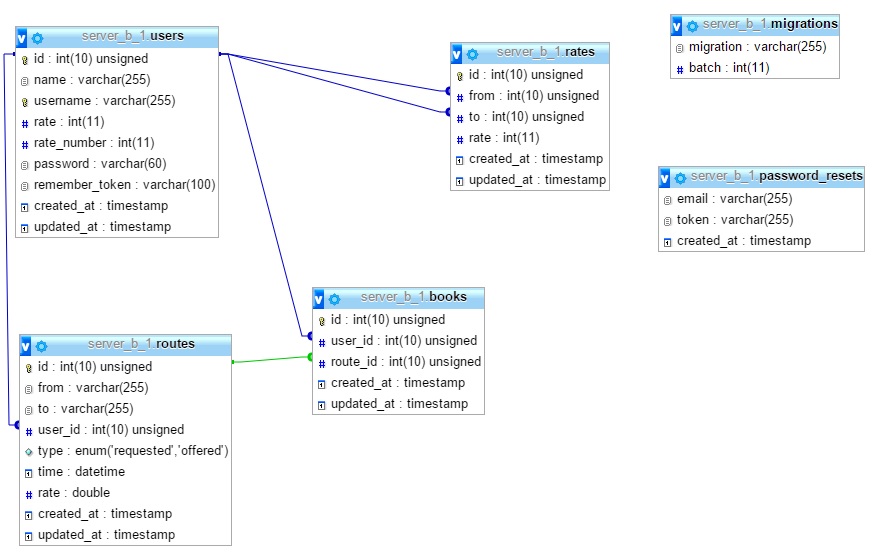 server_b_1.users
id : int(10) unsigned
name : varchar(255)
username : varchar(255)
rate : int(11)
rate_number : int(11)
password : varchar(60)
remember_token : varchar(100)
created_at : timestamp
updated_at : timestamp
server_b_1.rates
id : int(10) unsigned
from : int(10) unsigned
to : int(10) unsigned
rate : int(11)
created_at : timestamp
updated_at : timestamp
server_b_1.migrations
migration : varchar(255)
batch : int(11)
server_b_1.password_resets
email : varchar(255)
token : varchar(255)
created_at : timestamp
server_b_1.books
id : int(10) unsigned
user_id : int(10) unsigned
route_id : int(10) unsigned
created_at : timestamp
updated_at : timestamp
server_b_1.routes
id : int(10) unsigned
from : varchar(255)
to : varchar(255)
user_id : int(10) unsigned
type : enum('requested','offered')
time : datetime
rate : double
created_at : timestamp
updated_at : timestamp